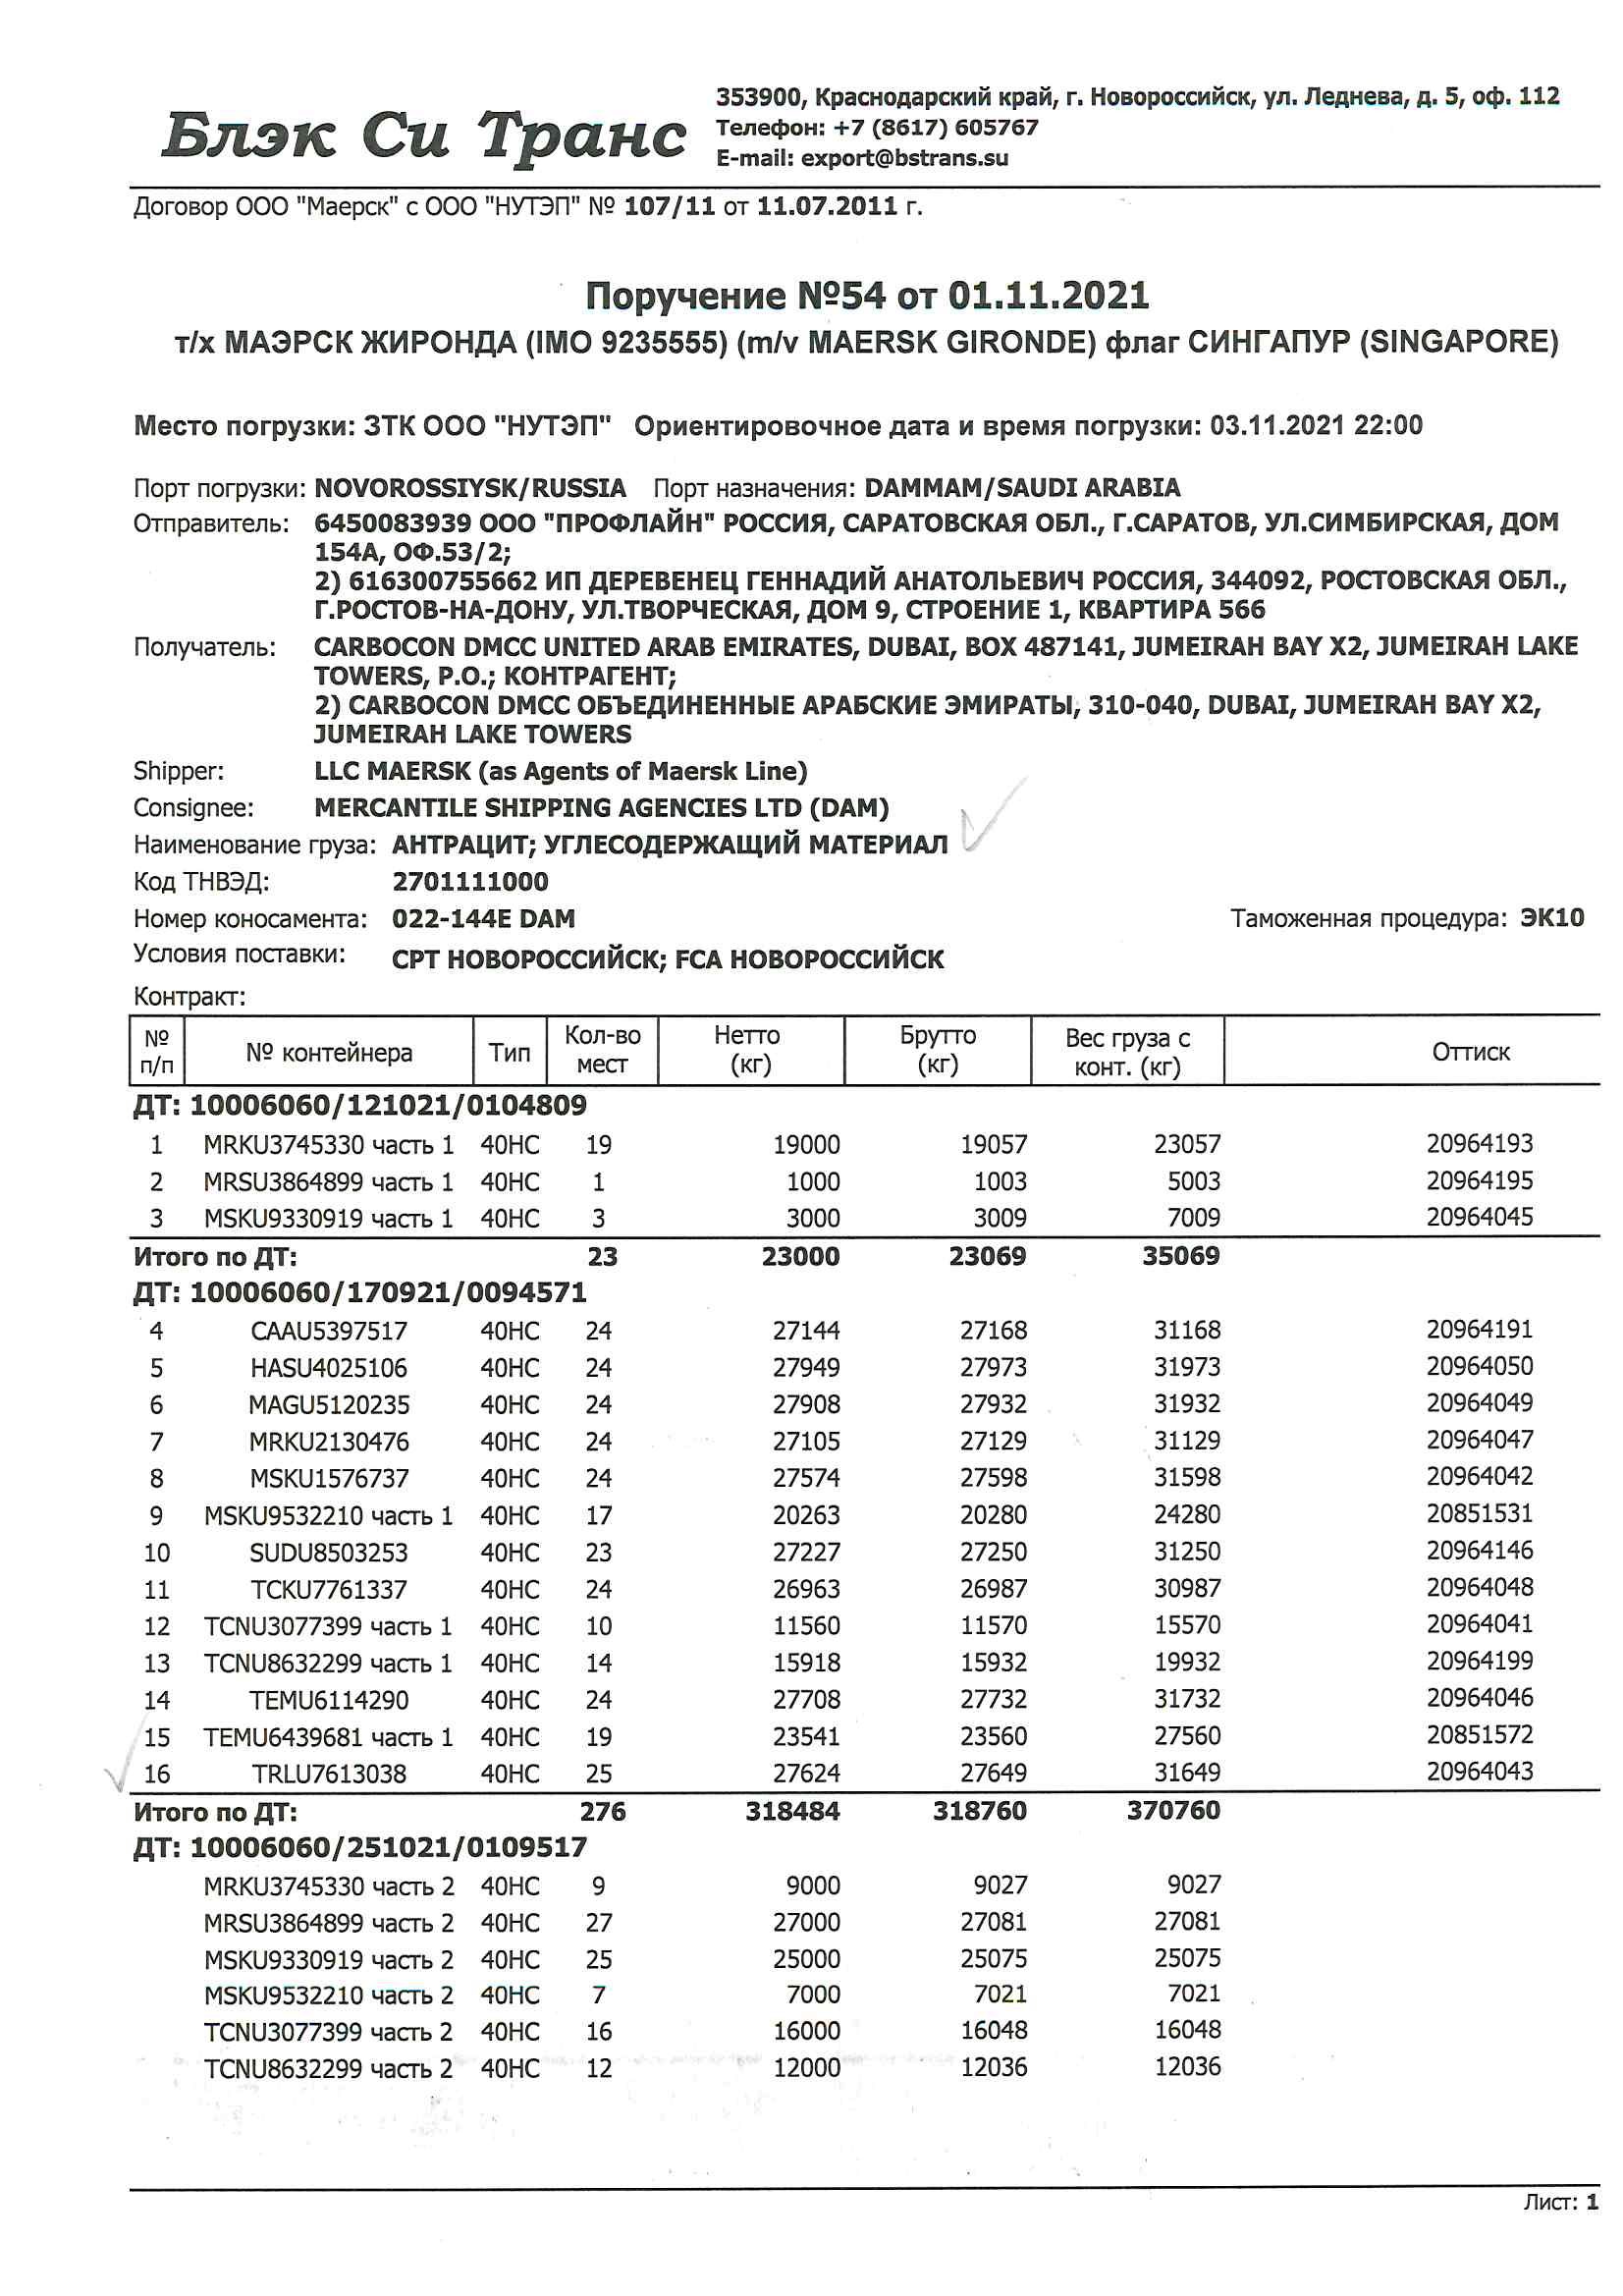 Блэк Си Транс
353900, Краснодарский край, г. Новороссийск, ул. Леднева, д. 5, оф. 112
Телефон: +7 (8617) 605767
E-mail: export@bstrans.su
Договор ООО "Маерск" с ООО "НУТЭП" № 107/11 от 11.07.2011 г.
Поручение №54 от 01.11.2021
т/х МАЭРСК ЖИРОНДА (IMO 9235555) (m/v MAERSK GIRONDE) флаг СИНГАПУР (SINGAPORE)
Место погрузки: ЗТК ООО "НУТЭП" Ориентировочное дата и время погрузки: 03.11.2021 22:00
Порт погрузки: NOVOROSSIYSK/RUSSIA Порт назначения: DAMMAM/SAUDI ARABIA
Отправитель: 6450083939 ООО "ПРОФЛАЙН" РОССИЯ, САРАТОВСКАЯ ОБЛ., Г.САРАТОВ, УЛ.СИМБИРСКАЯ, ДОМ
154А, ОФ.53/2;
2) 616300755662 ИП ДЕРЕВЕНЕЦ ГЕННАДИЙ АНАТОЛЬЕВИЧ РОССИЯ, 344092, РОСТОВСКАЯ ОБЛ.,
Г.РОСТОВ-НА-ДОНУ, УЛ.ТВОРЧЕСКАЯ, ДОМ 9, СТРОЕНИЕ 1, КВАРТИРА 566
Получатель: CARBOCON DMCC UNITED ARAB EMIRATES, DUBAI, BOX 487141, JUMEIRAH BAY X2, JUMEIRAH LAKE
TOWERS, P.O.; КОНТРАГЕНТ;
2) CARBOCON DMCC ОБЪЕДИНЕННЫЕ АРАБСКИЕ ЭМИРАТЫ, 310-040, DUBAI, JUMEIRAH BAY X2,
JUMEIRAH LAKE TOWERS
Shipper: LLC MAERSK (as Agents of Maersk Line)
Consignee: MERCANTILE SHIPPING AGENCIES LTD (DAM)
Наименование груза: АНТРАЦИТ; УГЛЕСОДЕРЖАЩИЙ МАТЕРИАЛ
Код ТНВЭД: 2701111000
Номер коносамента: 022-144E DAM Таможенная процедура: ЭК10
Условия поставки: CPT НОВОРОССИЙСК; FCA НОВОРОССИЙСК
Контракт:
№ п/п № контейнера Тип Кол-во мест Нетто (кг) Брутто (кг) Вес груза с конт. (кг) Оттиск
ДТ: 10006060/121021/0104809
1 MRKU3745330 часть 1 40HC 19 19000 19057 23057 20964193
2 MRSU3864899 часть 1 40HC 1 1000 1003 5003 20964195
3 MSKU9330919 часть 1 40HC 3 3000 3009 7009 20964045
Итого по ДТ: 23 23000 23069 35069
ДТ: 10006060/170921/0094571
4 CAAU5397517 40HC 24 27144 27168 31168 20964191
5 HASU4025106 40HC 24 27949 27973 31973 20964050
6 MAGU5120235 40HC 24 27908 27932 31932 20964049
7 MRKU2130476 40HC 24 27105 27129 31129 20964047
8 MSKU1576737 40HC 24 27574 27598 31598 20964042
9 MSKU9532210 часть 1 40HC 17 20263 20280 24280 20851531
10 SUDU8503253 40HC 23 27227 27250 31250 20964146
11 TCKU7761337 40HC 24 26963 26987 30987 20964048
12 TCNU3077399 часть 1 40HC 10 11560 11570 15570 20964041
13 TCNU8632299 часть 1 40HC 14 15918 15932 19932 20964199
14 TEMU6114290 40HC 24 27708 27732 31732 20964046
15 TEMU6439681 часть 1 40HC 19 23541 23560 27560 20851572
16 TRLU7613038 40HC 25 27624 27649 31649 20964043
Итого по ДТ: 276 318484 318760 370760
ДТ: 10006060/251021/0109517
MRKU3745330 часть 2 40HC 9 9000 9027 9027
MRSU3864899 часть 2 40HC 27 27000 27081 27081
MSKU9330919 часть 2 40HC 25 25000 25075 25075
MSKU9532210 часть 2 40HC 7 7000 7021 7021
TCNU3077399 часть 2 40HC 16 16000 16048 16048
TCNU8632299 часть 2 40HC 12 12000 12036 12036
Лист: 1